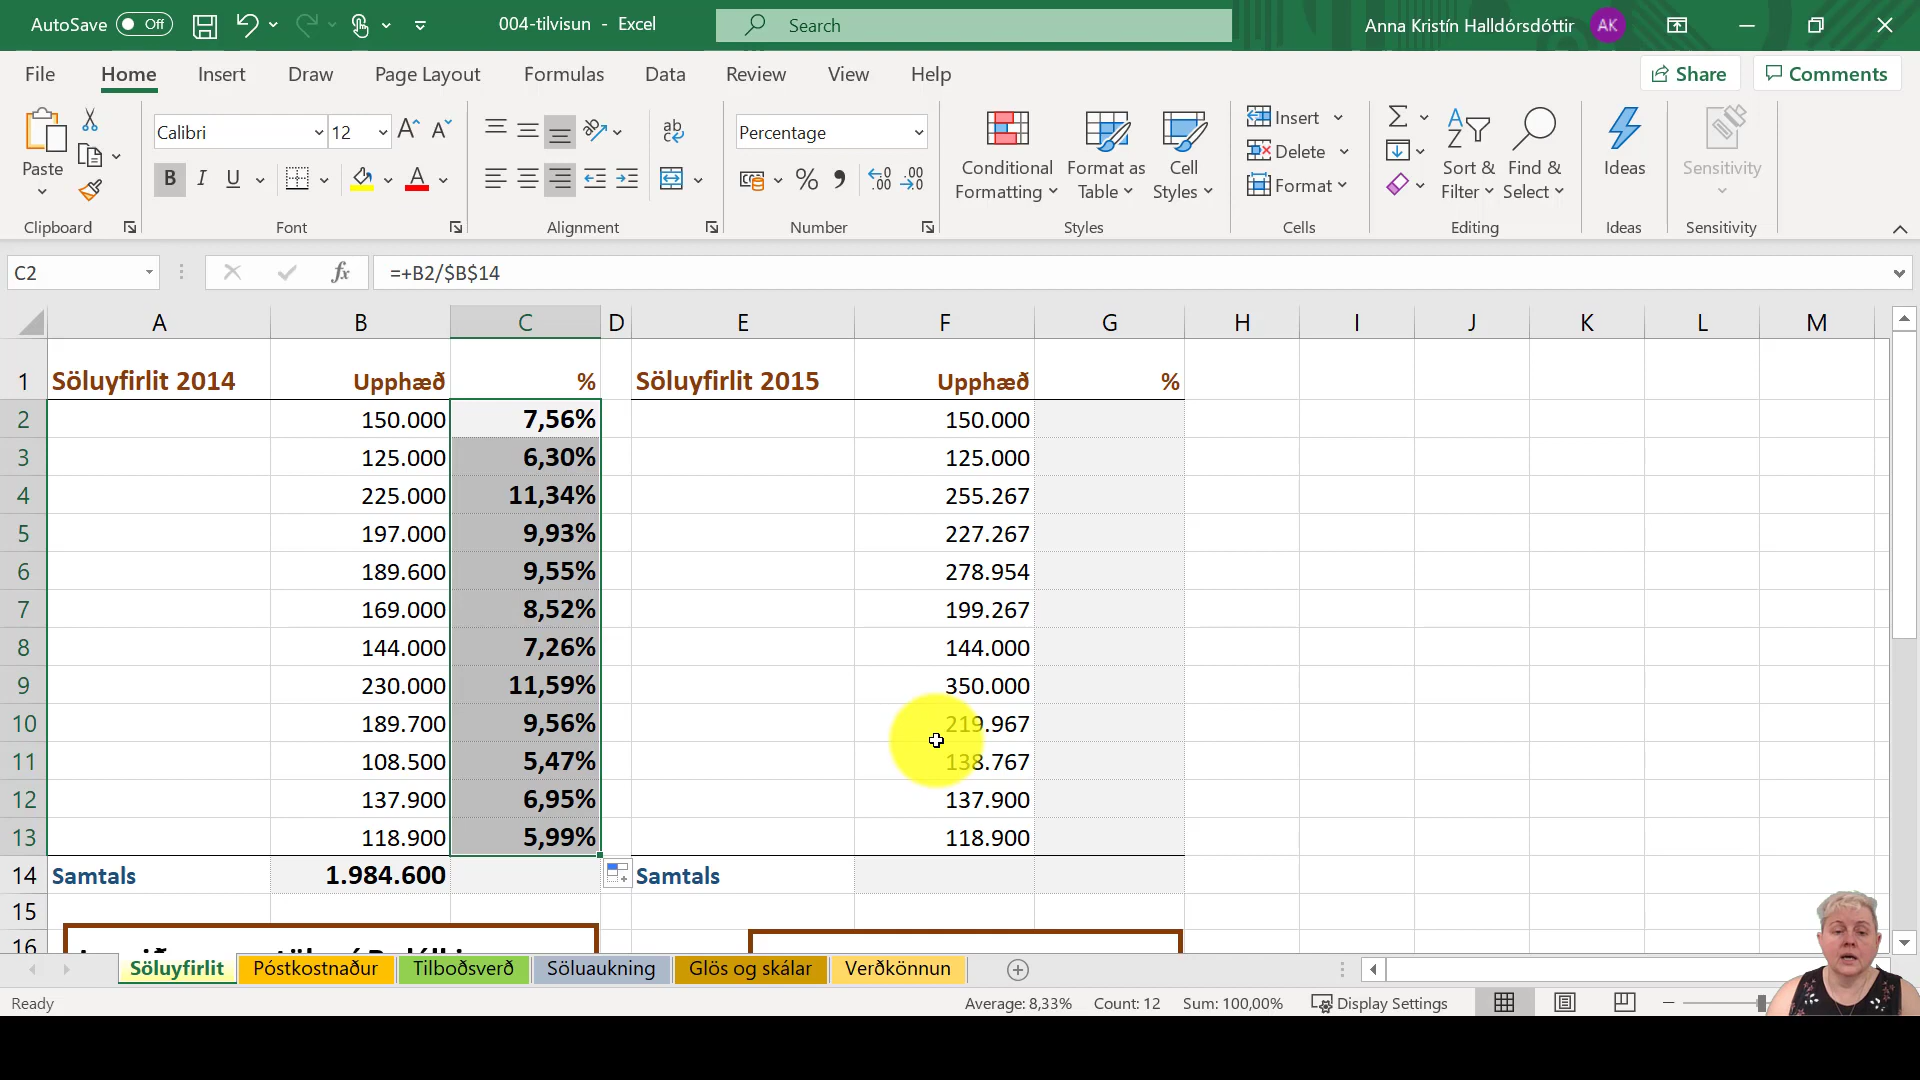 AutoSave Off 004-tilvisun - Excel Search Anna Kristín Halldórsdóttir AK
File Home Insert Draw Page Layout Formulas Data Review View Help Share Comments
Paste Calibri 12 Percentage Conditional Formatting Format as Table Cell Styles Insert Delete Format Sort & Filter Find & Select Ideas Sensitivity
Clipboard Font Alignment Number Styles Cells Editing Ideas Sensitivity
C2 fx =+B2/$B$14
A B C D E F G H I J K L M
1 Söluyfirlit 2014 Upphæð % Söluyfirlit 2015 Upphæð %
2 150.000 7,56% 150.000
3 125.000 6,30% 125.000
4 225.000 11,34% 255.267
5 197.000 9,93% 227.267
6 189.600 9,55% 278.954
7 169.000 8,52% 199.267
8 144.000 7,26% 144.000
9 230.000 11,59% 350.000
10 189.700 9,56% 219.967
11 108.500 5,47% 138.767
12 137.900 6,95% 137.900
13 118.900 5,99% 118.900
14 Samtals 1.984.600 Samtals
15
16
Söluyfirlit Póstkostnaður Tilboðsverð Söluaukning Glös og skálar Verðkönnun
Ready Average: 8,33% Count: 12 Sum: 100,00% Display Settings